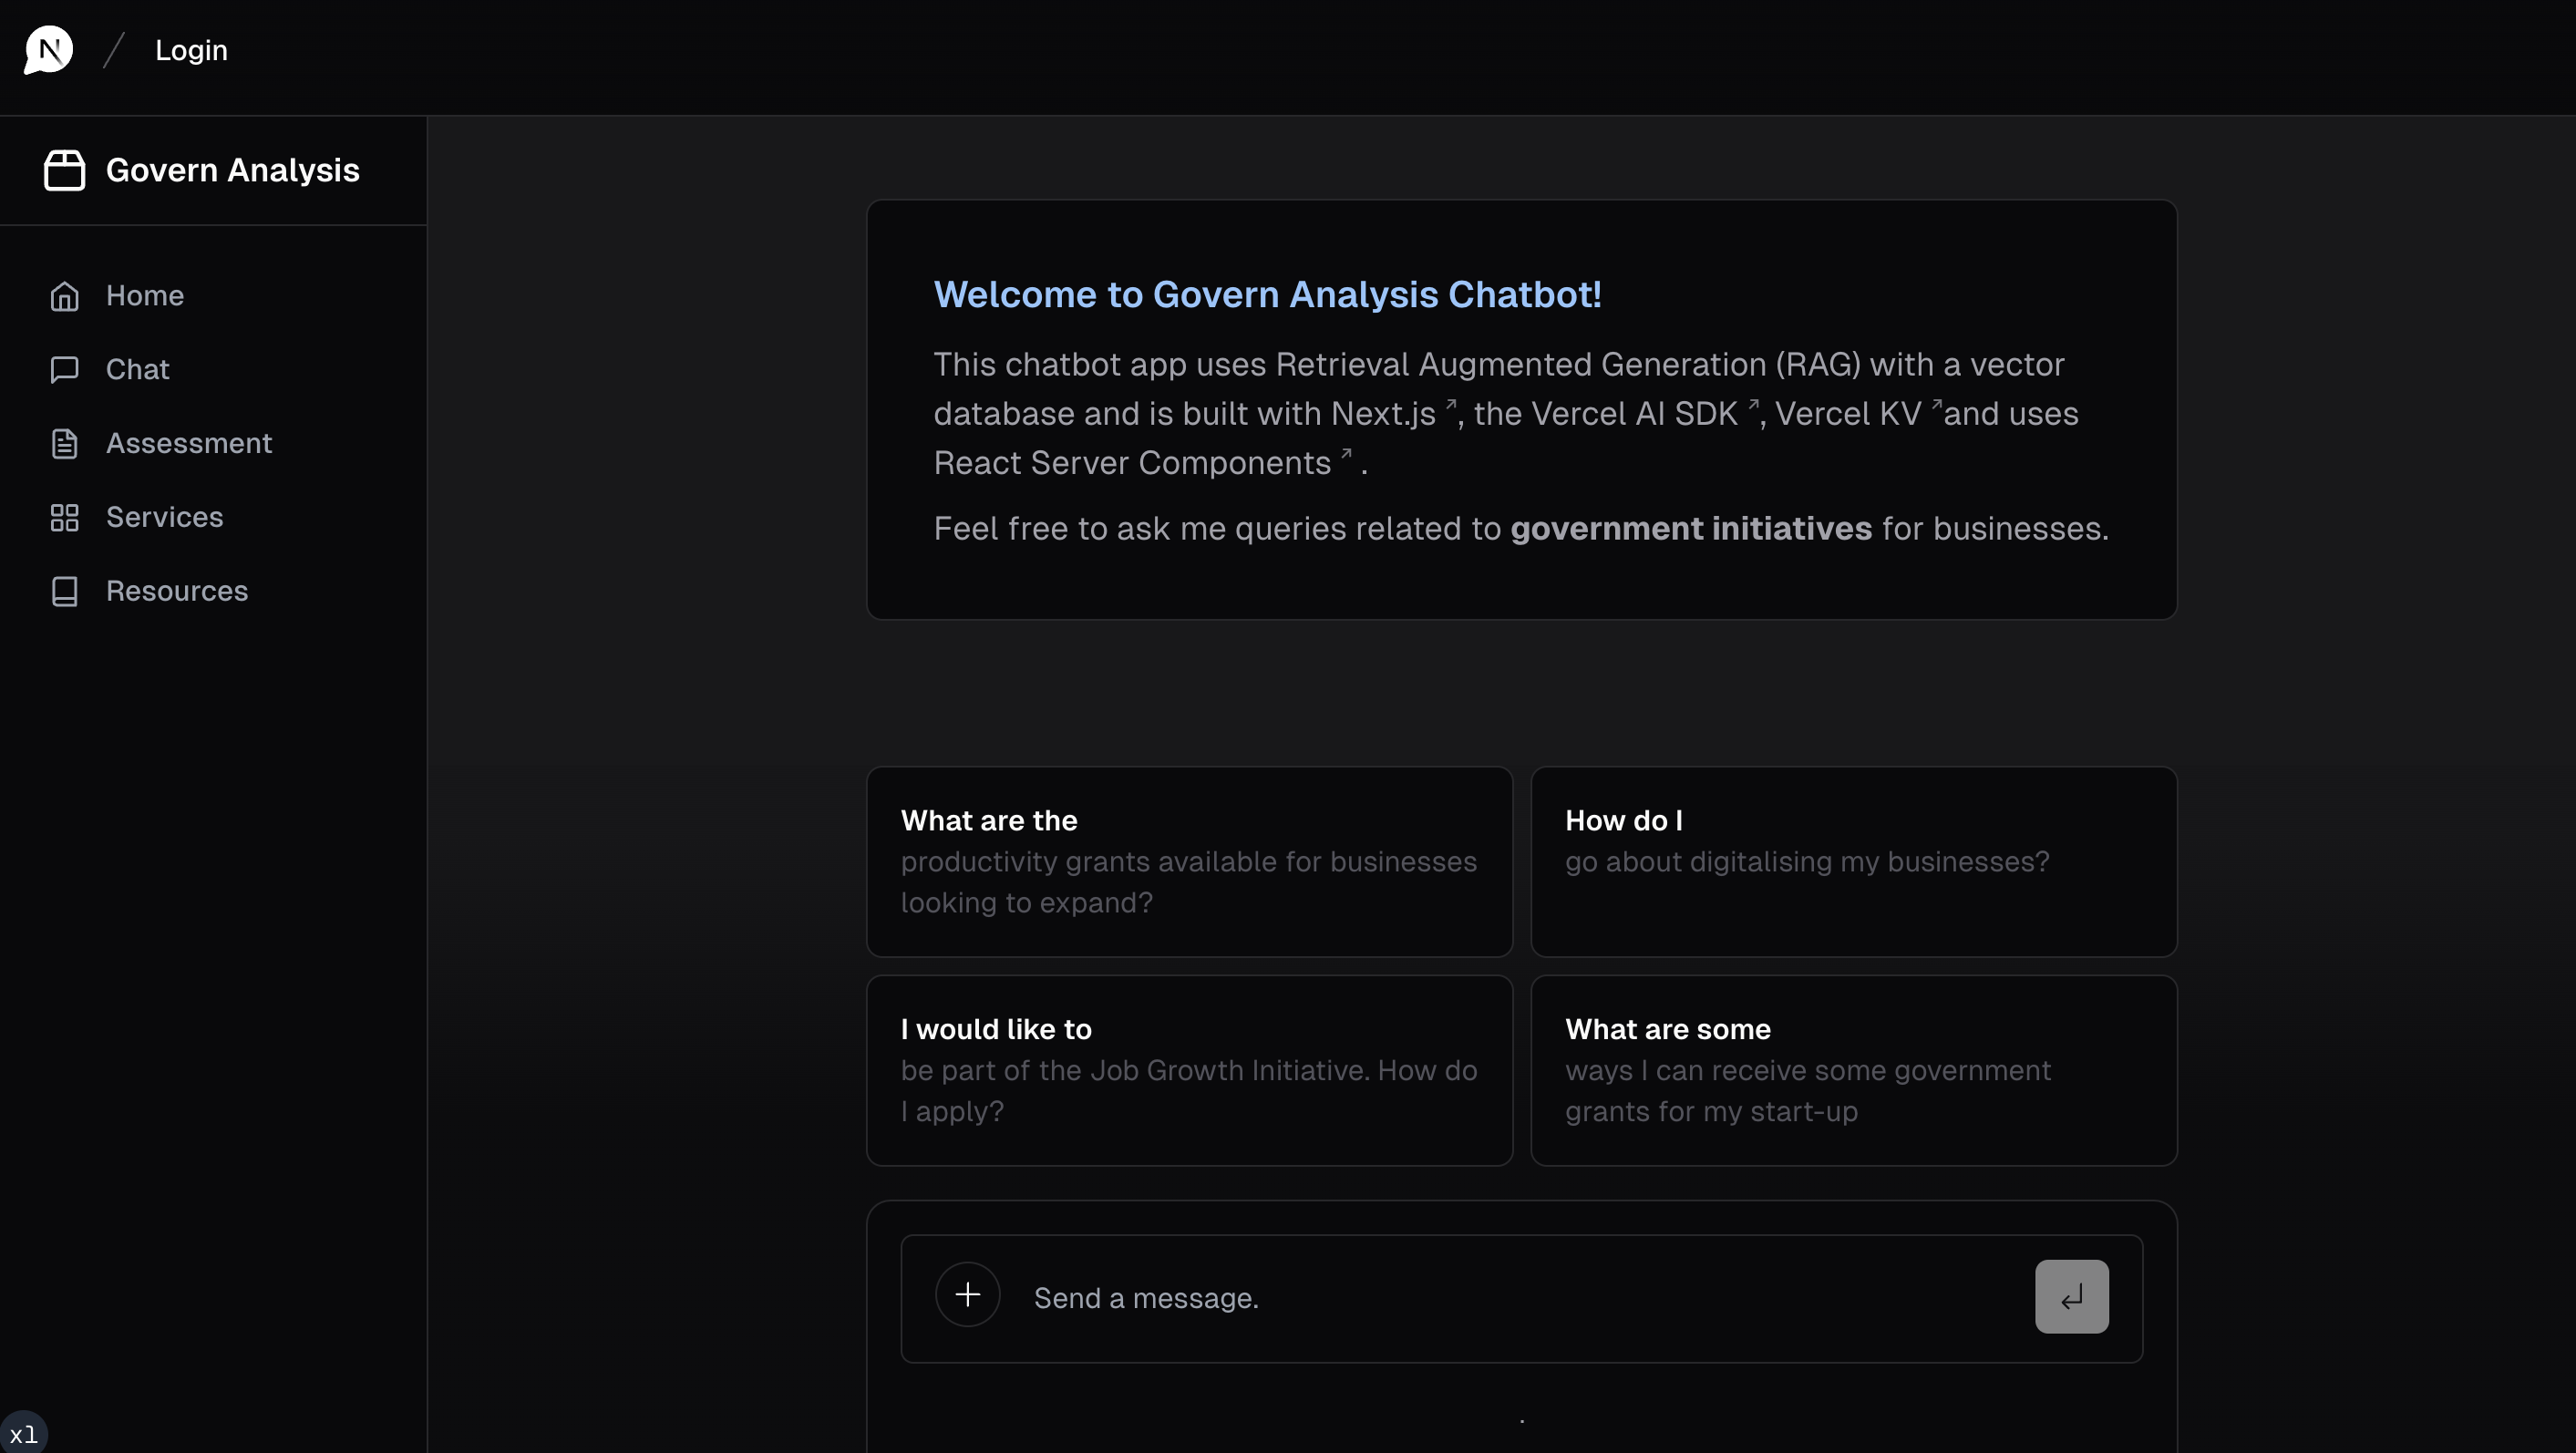 N
Login
Govern Analysis
Home
Chat
Assessment
Services
Resources
Welcome to Govern Analysis Chatbot!
This chatbot app uses Retrieval Augmented Generation (RAG) with a vector
database and is built with Next.js ↗, the Vercel AI SDK ↗, Vercel KV ↗and uses
React Server Components ↗ .
Feel free to ask me queries related to government initiatives for businesses.
What are the
productivity grants available for businesses
looking to expand?
How do I
go about digitalising my businesses?
I would like to
be part of the Job Growth Initiative. How do
I apply?
What are some
ways I can receive some government
grants for my start-up
Send a message.
.
xl